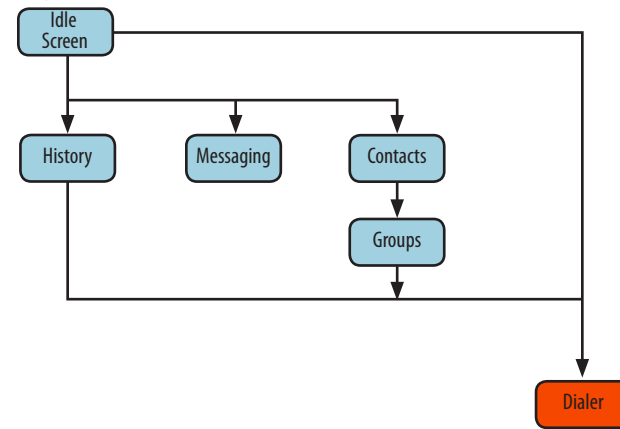 Idle
Screen
History
Messaging
Contacts
Groups
Dialer